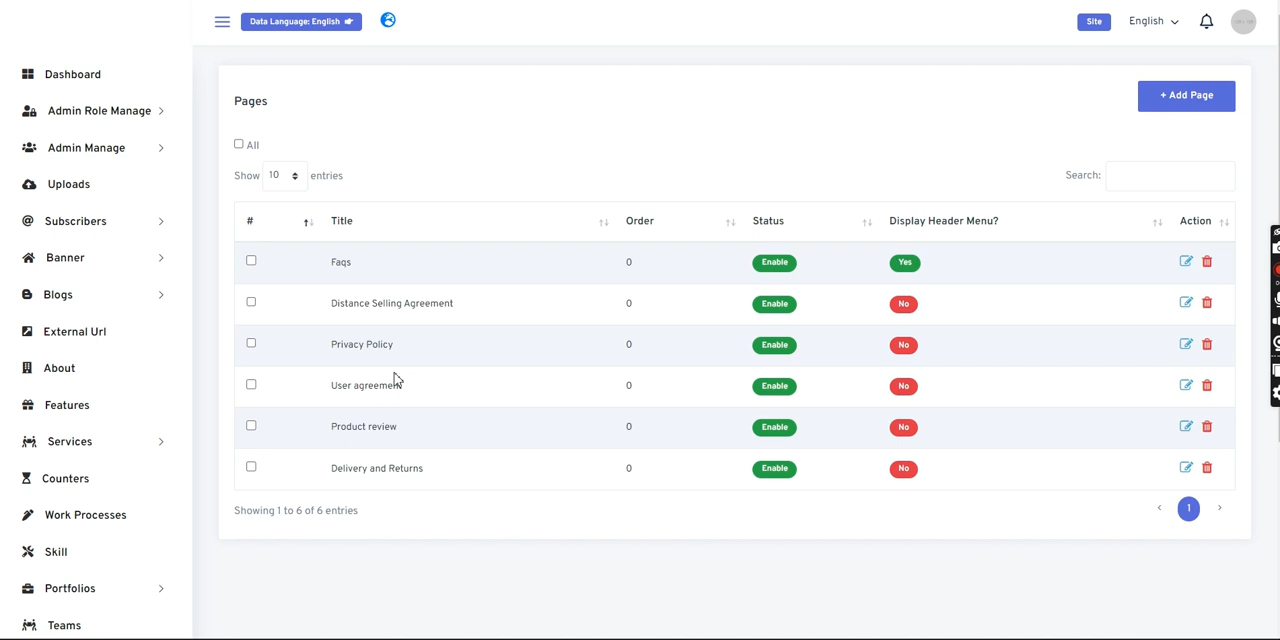 Data Language: English
Site
English
Dashboard
Admin Role Manage
Admin Manage
Uploads
@ Subscribers
Banner
Blogs
External Url
About
Features
Services
Counters
Work Processes
Skill
Portfolios
Teams
Pages
+ Add Page
All
Show 10 entries
Search:
# Title Order Status Display Header Menu? Action
Faqs 0 Enable Yes
Distance Selling Agreement 0 Enable No
Privacy Policy 0 Enable No
User agreement 0 Enable No
Product review 0 Enable No
Delivery and Returns 0 Enable No
Showing 1 to 6 of 6 entries
‹ 1 ›